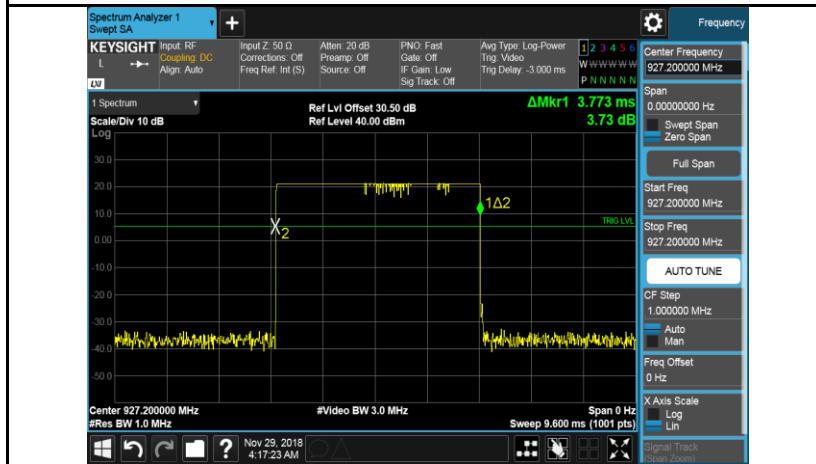 Spectrum Analyzer 1
Swept SA
+
Frequency
KEYSIGHT Input: RF Input Z: 50 Ω Atten: 20 dB PNO: Fast Avg Type: Log-Power 1 2 3 4 5 6
L Coupling: DC Corrections: Off Preamp: Off Gate: Off Trig: Video W W W W W W
Align: Auto Freq Ref: Int (S) Source: Off IF Gain: Low Trig Delay: -3.000 ms P N N N N N
Sig Track: Off
LXI
1 Spectrum
Scale/Div 10 dB
Log
Ref Lvl Offset 30.50 dB
Ref Level 40.00 dBm
ΔMkr1 3.773 ms
3.73 dB
30.0
20.0
10.0
0.00
-10.0
-20.0
-30.0
-40.0
-50.0
1Δ2
TRIG LVL
X2
Center 927.200000 MHz #Video BW 3.0 MHz Span 0 Hz
#Res BW 1.0 MHz Sweep 9.600 ms (1001 pts)
Center Frequency
927.200000 MHz
Span
0.00000000 Hz
Swept Span
Zero Span
Full Span
Start Freq
927.200000 MHz
Stop Freq
927.200000 MHz
AUTO TUNE
CF Step
1.000000 MHz
Auto
Man
Freq Offset
0 Hz
X Axis Scale
Log
Lin
Signal Track
(Span Zoom)
?
Nov 29, 2018
4:17:23 AM